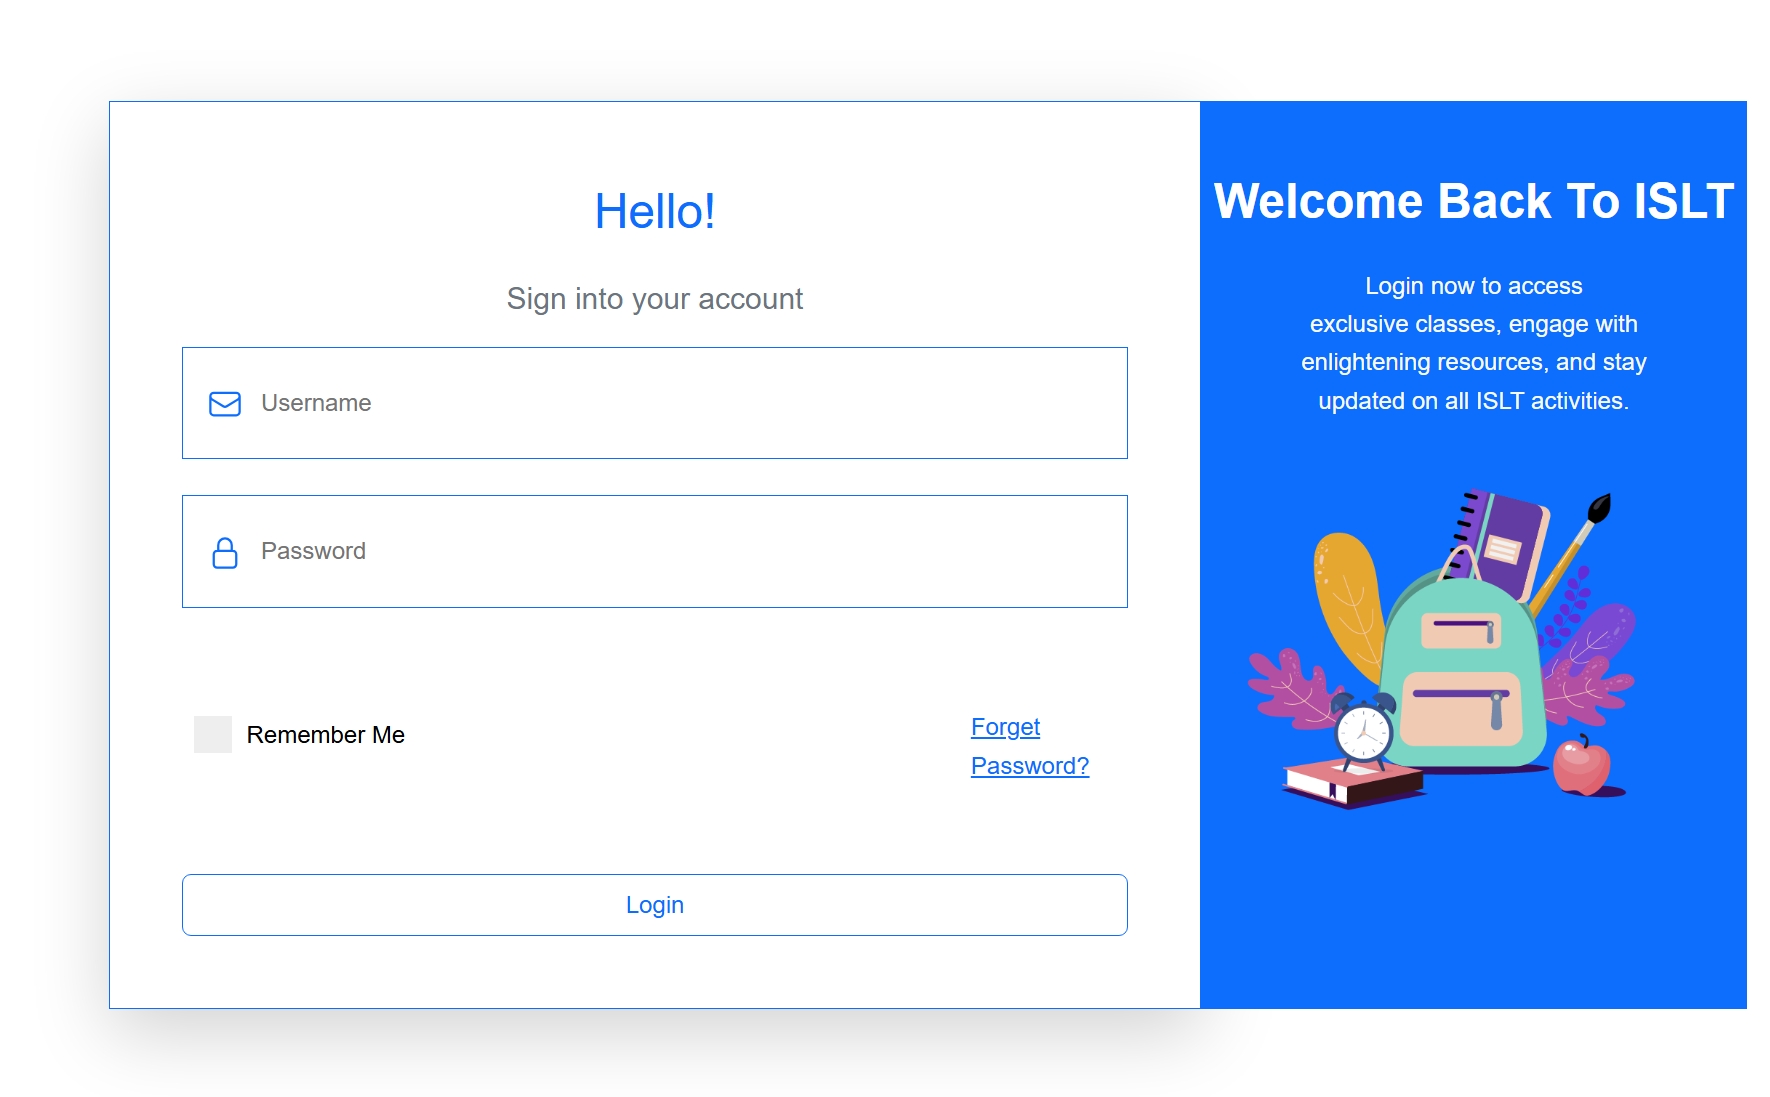 Hello!
Sign into your account
Username
Password
Remember Me
Forget
Password?
Login
Welcome Back To ISLT
Login now to access
exclusive classes, engage with
enlightening resources, and stay
updated on all ISLT activities.